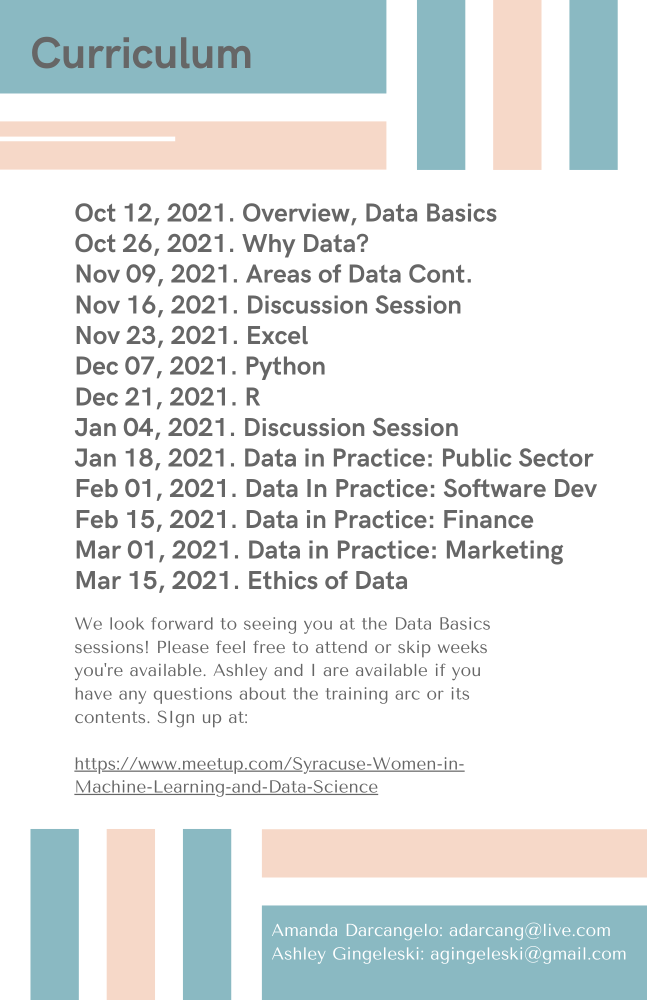 Curriculum
Oct 12, 2021. Overview, Data Basics
Oct 26, 2021. Why Data?
Nov 09, 2021. Areas of Data Cont.
Nov 16, 2021. Discussion Session
Nov 23, 2021. Excel
Dec 07, 2021. Python
Dec 21, 2021. R
Jan 04, 2021. Discussion Session
Jan 18, 2021. Data in Practice: Public Sector
Feb 01, 2021. Data In Practice: Software Dev
Feb 15, 2021. Data in Practice: Finance
Mar 01, 2021. Data in Practice: Marketing
Mar 15, 2021. Ethics of Data
We look forward to seeing you at the Data Basics
sessions! Please feel free to attend or skip weeks
you're available. Ashley and I are available if you
have any questions about the training arc or its
contents. SIgn up at:
https://www.meetup.com/Syracuse-Women-in-
Machine-Learning-and-Data-Science
Amanda Darcangelo: adarcang@live.com
Ashley Gingeleski: agingeleski@gmail.com